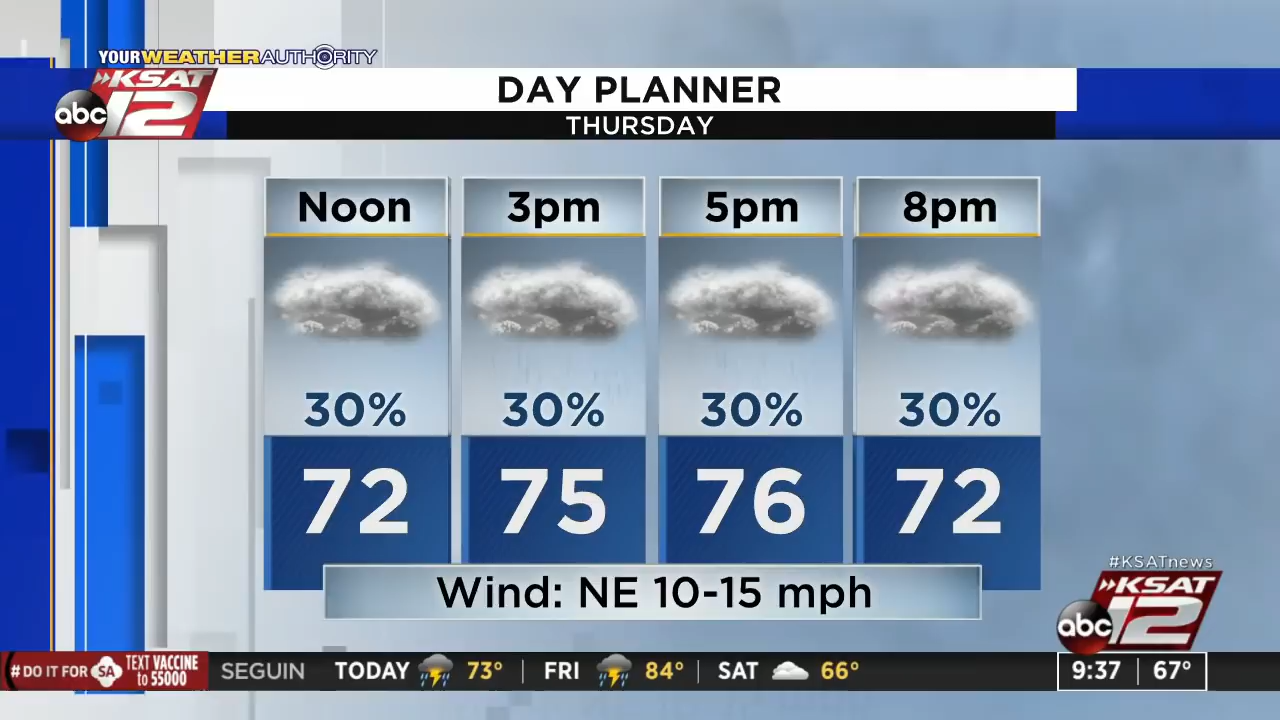 YOUR WEATHER AUTHORITY
KSAT
abc 12
DAY PLANNER
THURSDAY
Noon 3pm 5pm 8pm
30% 30% 30% 30%
72 75 76 72
Wind: NE 10-15 mph
#KSATnews
KSAT
abc 12
#DO IT FOR SA TEXT VACCINE to 55000 SEGUIN TODAY 73° FRI 84° SAT 66° 9:37 67°